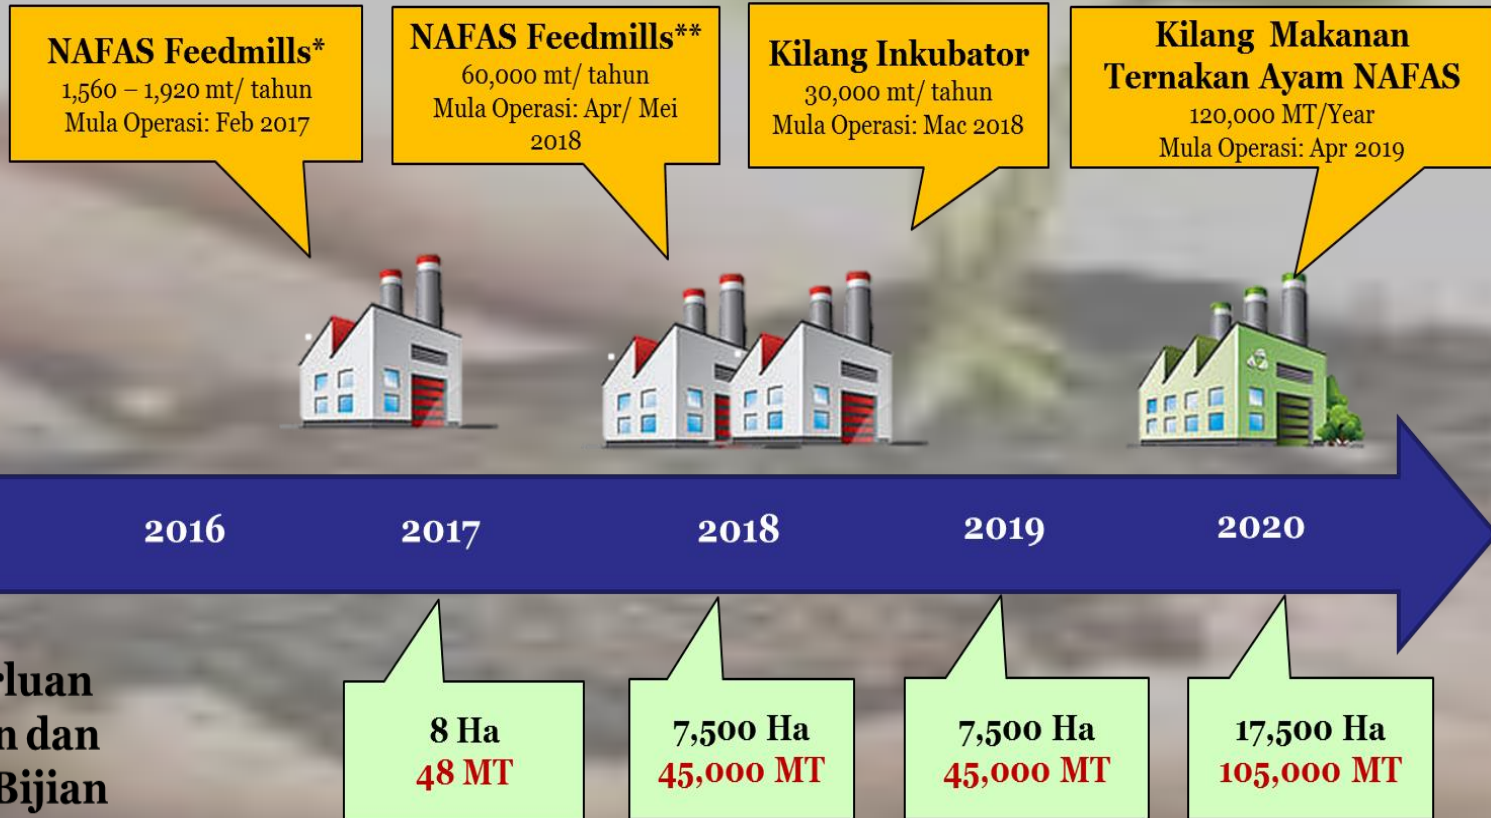 NAFAS Feedmills*
1,560 – 1,920 mt/ tahun
Mula Operasi: Feb 2017
NAFAS Feedmills**
60,000 mt/ tahun
Mula Operasi: Apr/ Mei
2018
Kilang Inkubator
30,000 mt/ tahun
Mula Operasi: Mac 2018
Kilang Makanan
Ternakan Ayam NAFAS
120,000 MT/Year
Mula Operasi: Apr 2019
2016
2017
2018
2019
2020
dan
Bijian
8 Ha
48 MT
7,500 Ha
45,000 MT
7,500 Ha
45,000 MT
17,500 Ha
105,000 MT